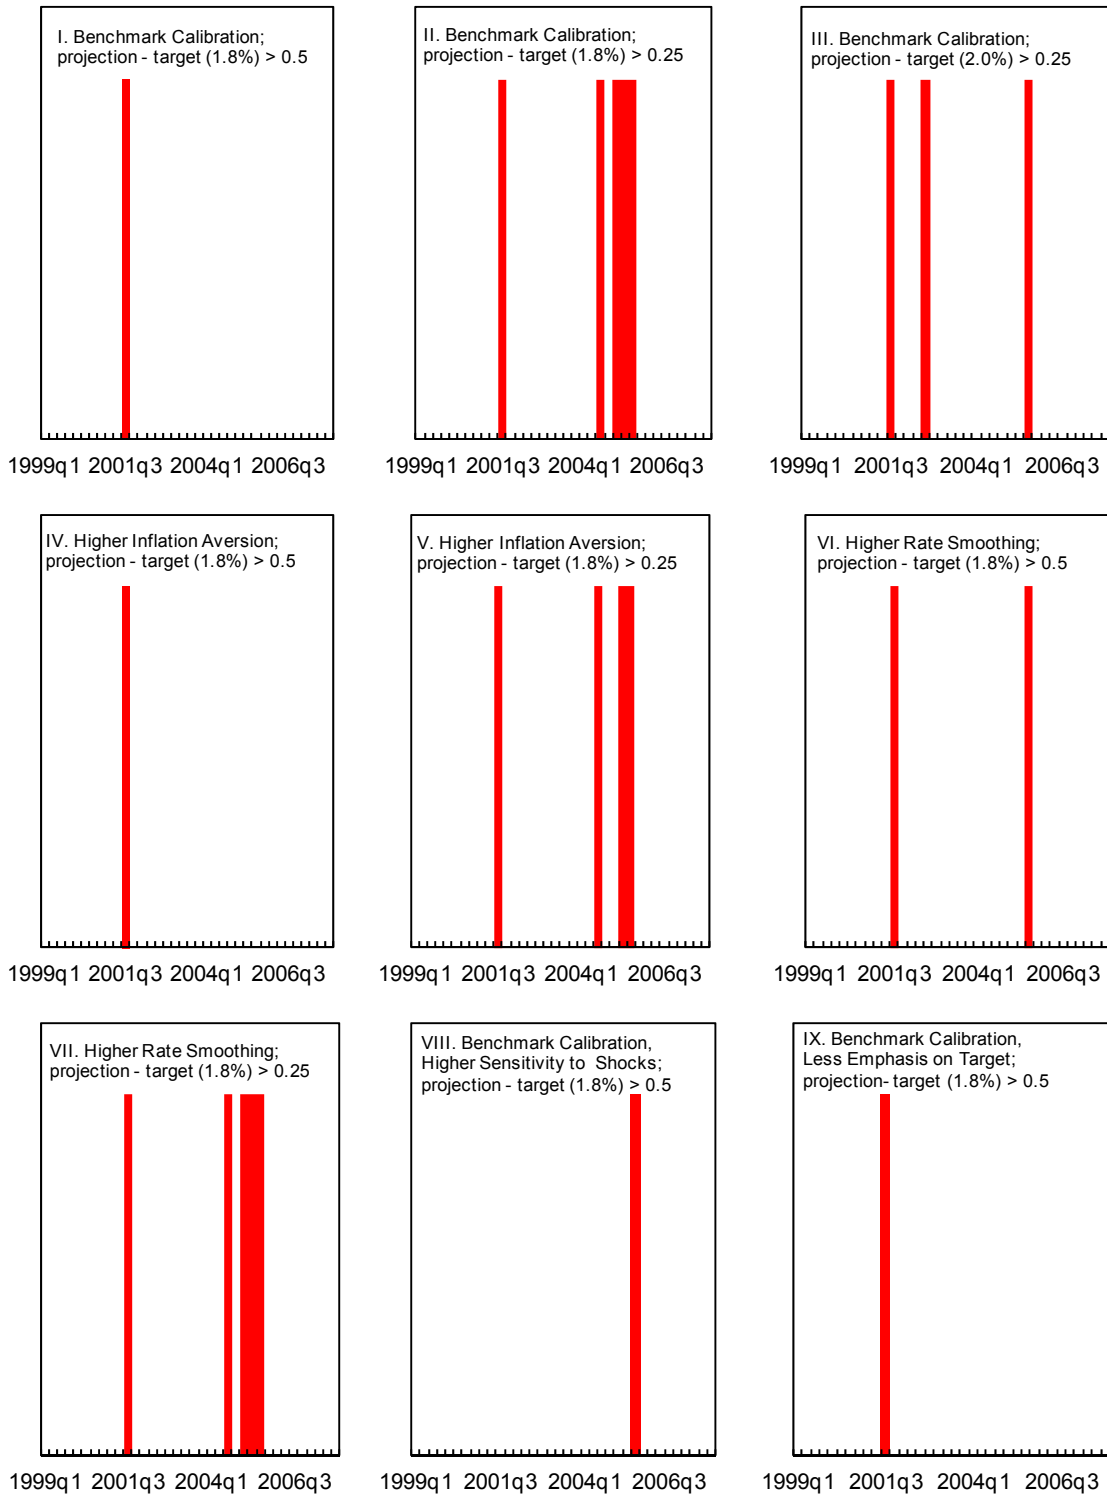 I. Benchmark Calibration;
projection - target (1.8%) > 0.5
II. Benchmark Calibration;
projection - target (1.8%) > 0.25
III. Benchmark Calibration;
projection - target (2.0%) > 0.25
1999q1 2001q3 2004q1 2006q3
1999q1 2001q3 2004q1 2006q3
1999q1 2001q3 2004q1 2006q3
IV. Higher Inflation Aversion;
projection - target (1.8%) > 0.5
V. Higher Inflation Aversion;
projection - target (1.8%) > 0.25
VI. Higher Rate Smoothing;
projection - target (1.8%) > 0.5
1999q1 2001q3 2004q1 2006q3
1999q1 2001q3 2004q1 2006q3
1999q1 2001q3 2004q1 2006q3
VII. Higher Rate Smoothing;
projection - target (1.8%) > 0.25
VIII. Benchmark Calibration,
Higher Sensitivity to Shocks;
projection - target (1.8%) > 0.5
IX. Benchmark Calibration,
Less Emphasis on Target;
projection- target (1.8%) > 0.5
1999q1 2001q3 2004q1 2006q3
1999q1 2001q3 2004q1 2006q3
1999q1 2001q3 2004q1 2006q3